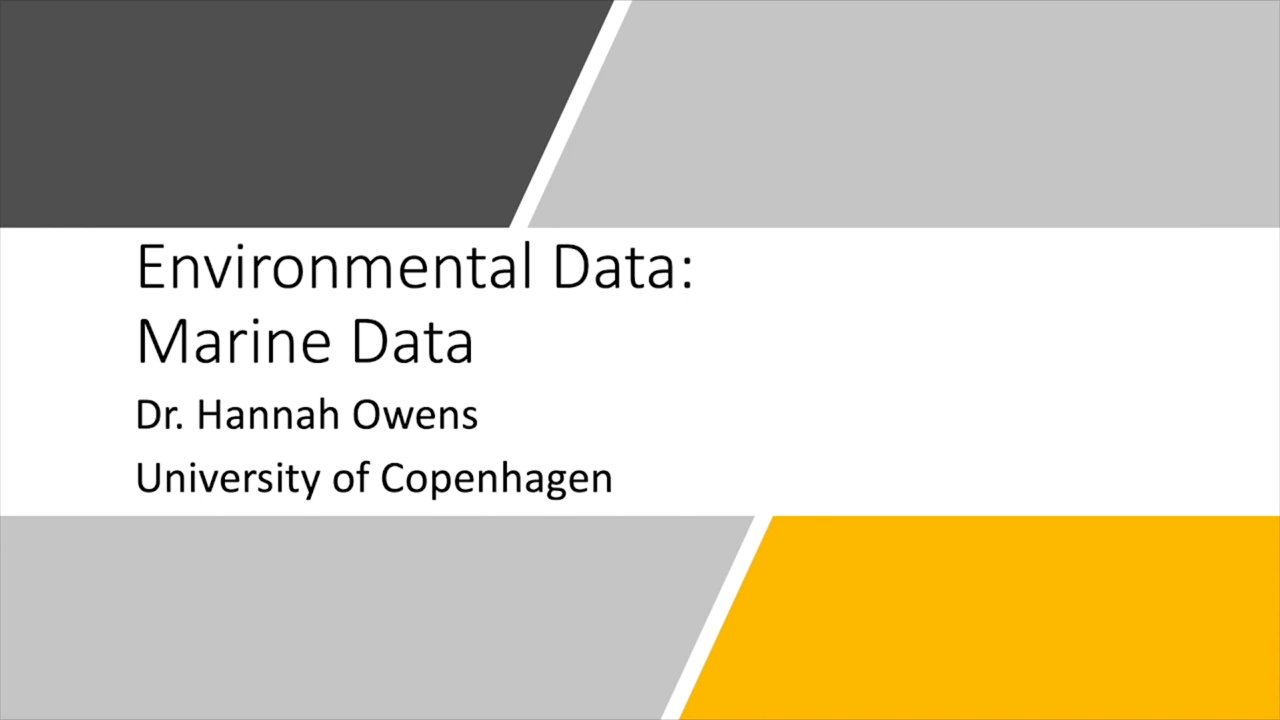 Environmental Data:
Marine Data
Dr. Hannah Owens
University of Copenhagen